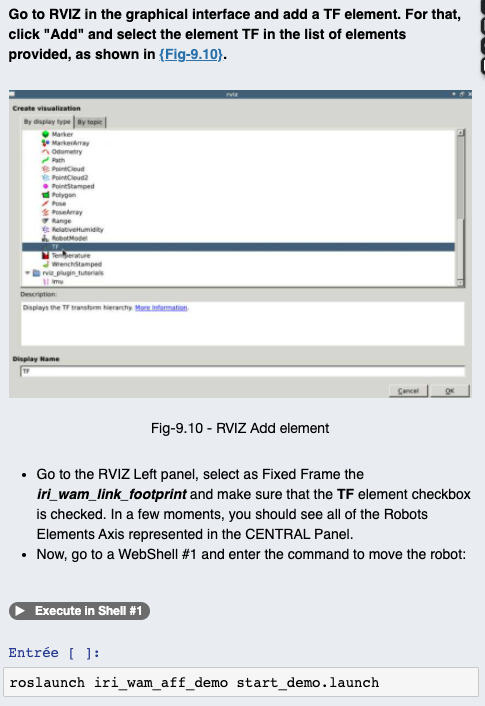 Go to RVIZ in the graphical interface and add a TF element. For that,
click "Add" and select the element TF in the list of elements
provided, as shown in {Fig-9.10}.
rviz
Create visualization
By display type
By topic
Marker
MarkerArray
Odometry
Path
PointCloud
PointCloud2
PointStamped
Polygon
Pose
PoseArray
Range
RelativeHumidity
RobotModel
TF
Temperature
WrenchStamped
rviz_plugin_tutorials
Imu
Description:
Displays the TF transform hierarchy. More Information.
Display Name
TF
Cancel
OK
Fig-9.10 - RVIZ Add element
• Go to the RVIZ Left panel, select as Fixed Frame the
iri_wam_link_footprint and make sure that the TF element checkbox
is checked. In a few moments, you should see all of the Robots
Elements Axis represented in the CENTRAL Panel.
• Now, go to a WebShell #1 and enter the command to move the robot:
Execute in Shell #1
Entrée [ ]:
roslaunch iri_wam_aff_demo start_demo.launch